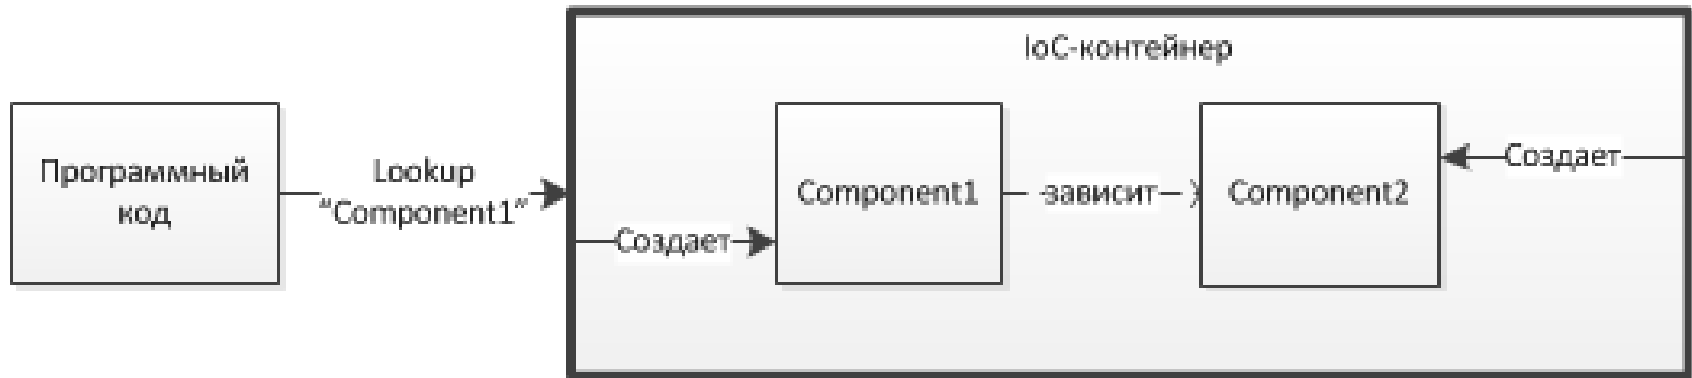 IoC-контейнер
Программный
код
Lookup
“Component1”
Создает
Component1
зависит
Component2
Создает